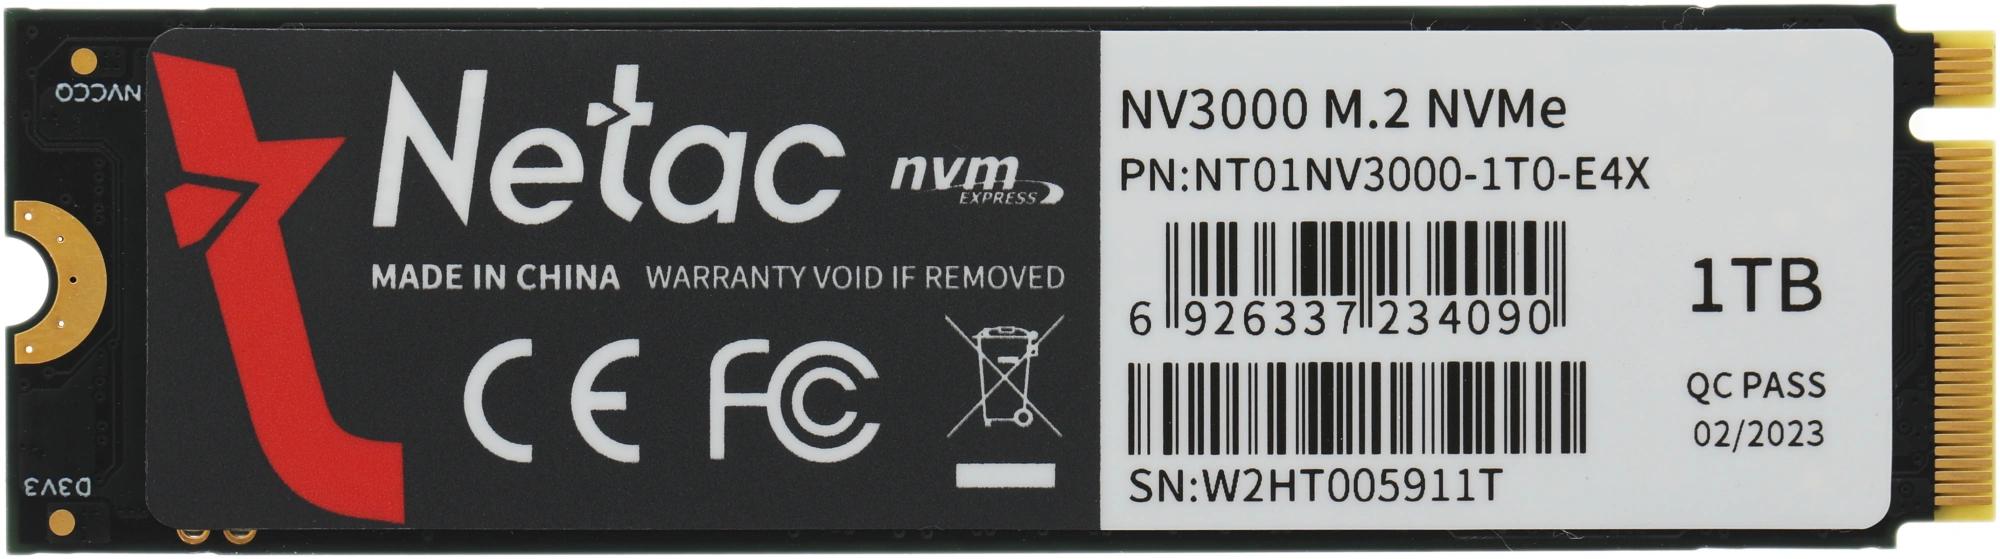 NVCCQ
D3V3
Netac
nvm
EXPRESS
MADE IN CHINA WARRANTY VOID IF REMOVED
CE FC
NV3000 M.2 NVMe
PN:NT01NV3000-1T0-E4X
6 926337 234090
1TB
QC PASS
02/2023
SN:W2HT005911T